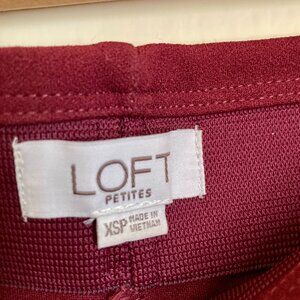 LOFT
PETITES
XSP MADE IN
VIETNAM